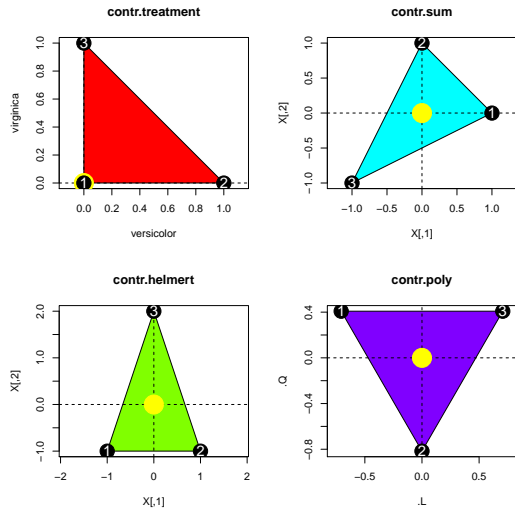 contr.treatment
virginica
0.0 0.2 0.4 0.6 0.8 1.0
3
1
2
0.0 0.2 0.4 0.6 0.8 1.0
versicolor
contr.sum
X[,2]
−1.0 −0.5 0.0 0.5 1.0
2
1
3
−1.0 −0.5 0.0 0.5 1.0
X[,1]
contr.helmert
X[,2]
−1.0 0.0 1.0 2.0
3
1
2
−2 −1 0 1 2
X[,1]
contr.poly
.Q
−0.8 −0.4 0.0 0.4
1
3
2
−0.5 0.0 0.5
.L